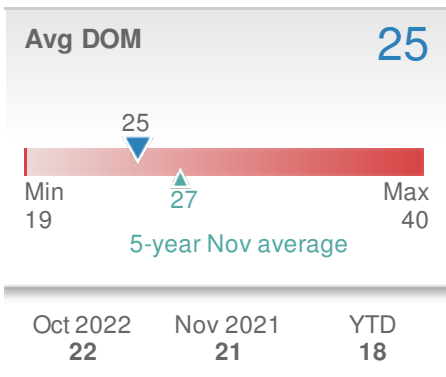 Avg DOM 25
25
Min Max
19 27 40
5-year Nov average
Oct 2022 Nov 2021 YTD
22 21 18